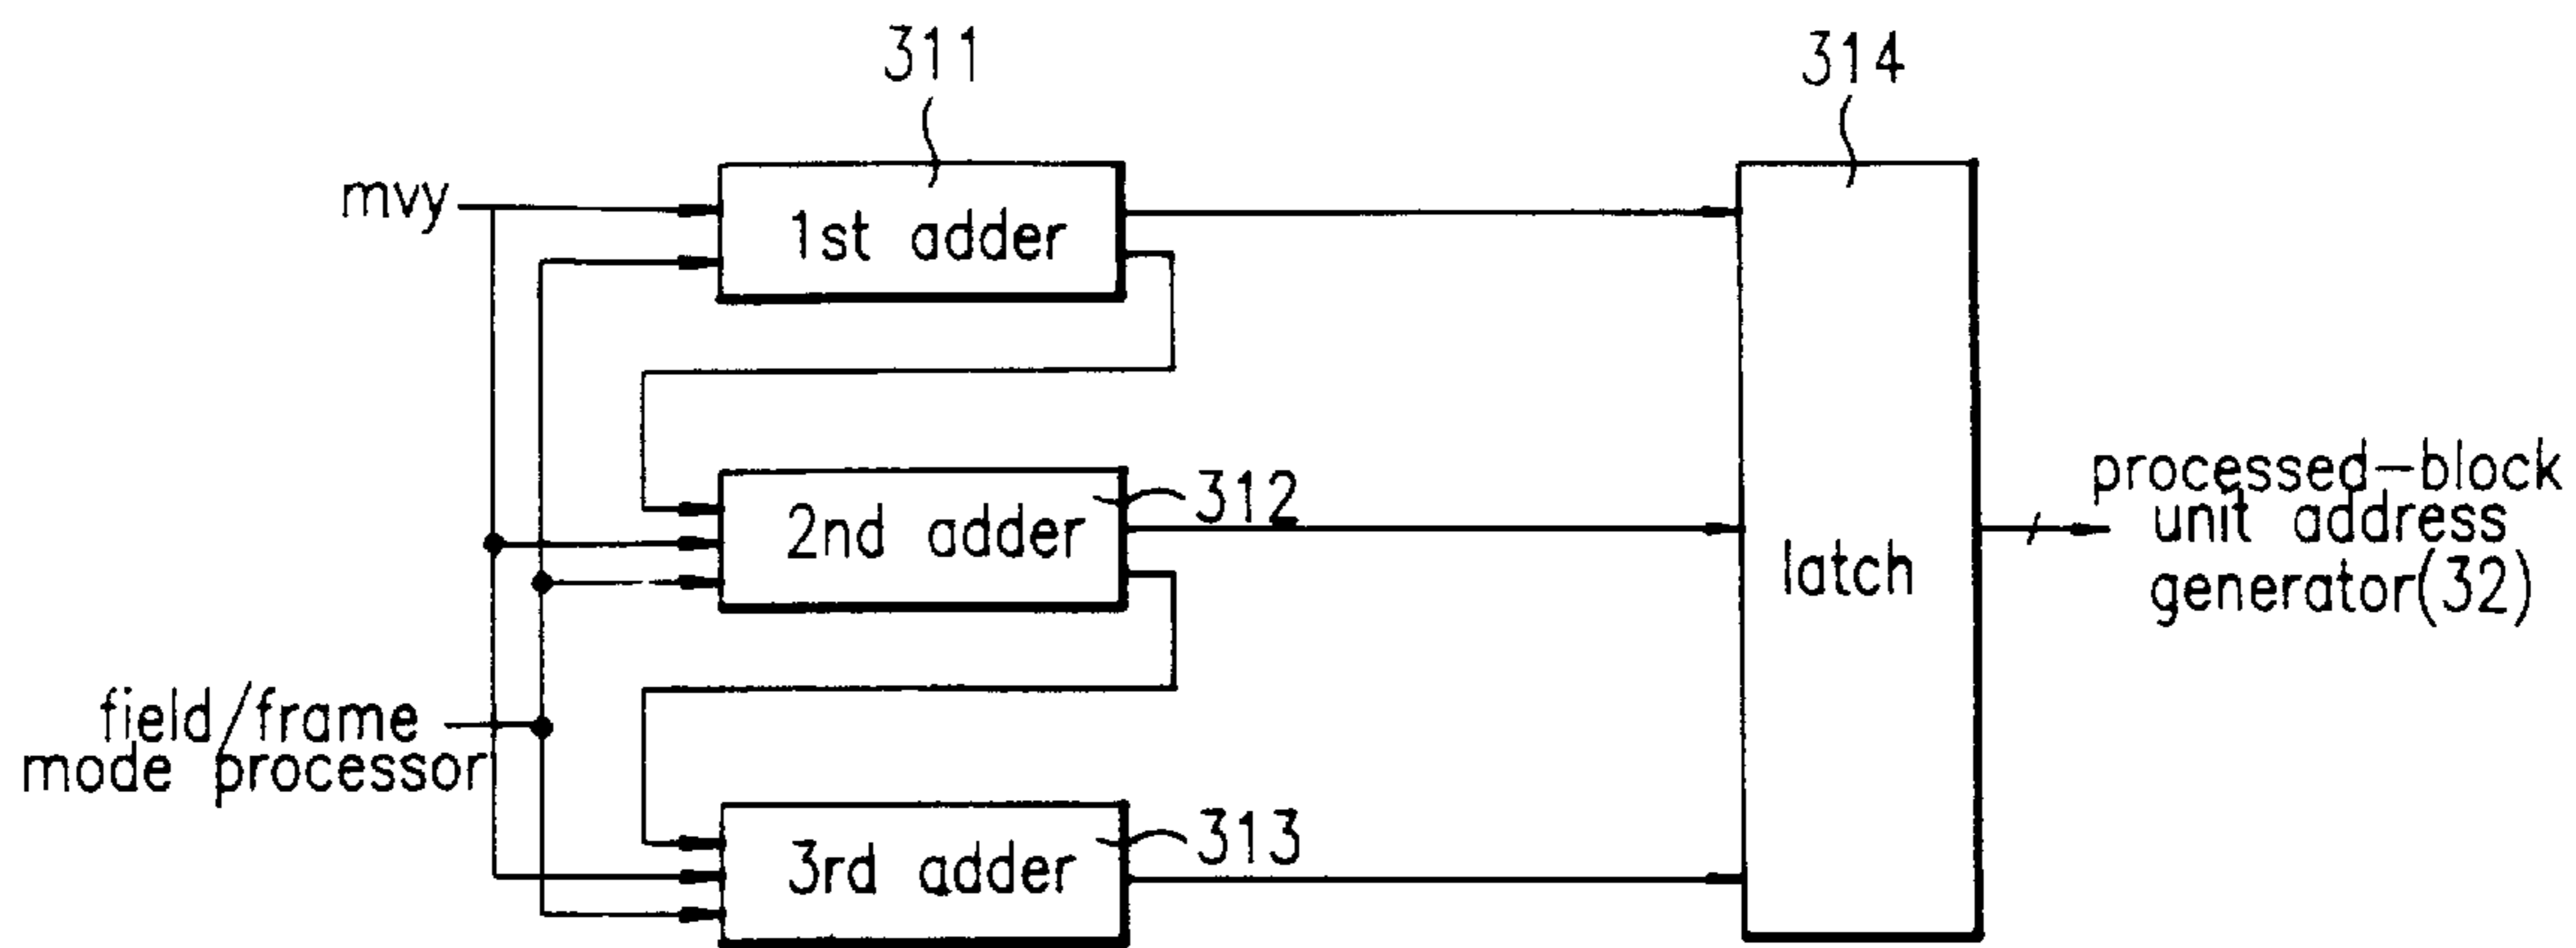 311
314
mvy
1st adder
312
2nd adder
latch
processed-block
unit address
generator(32)
field/frame
mode processor
313
3rd adder